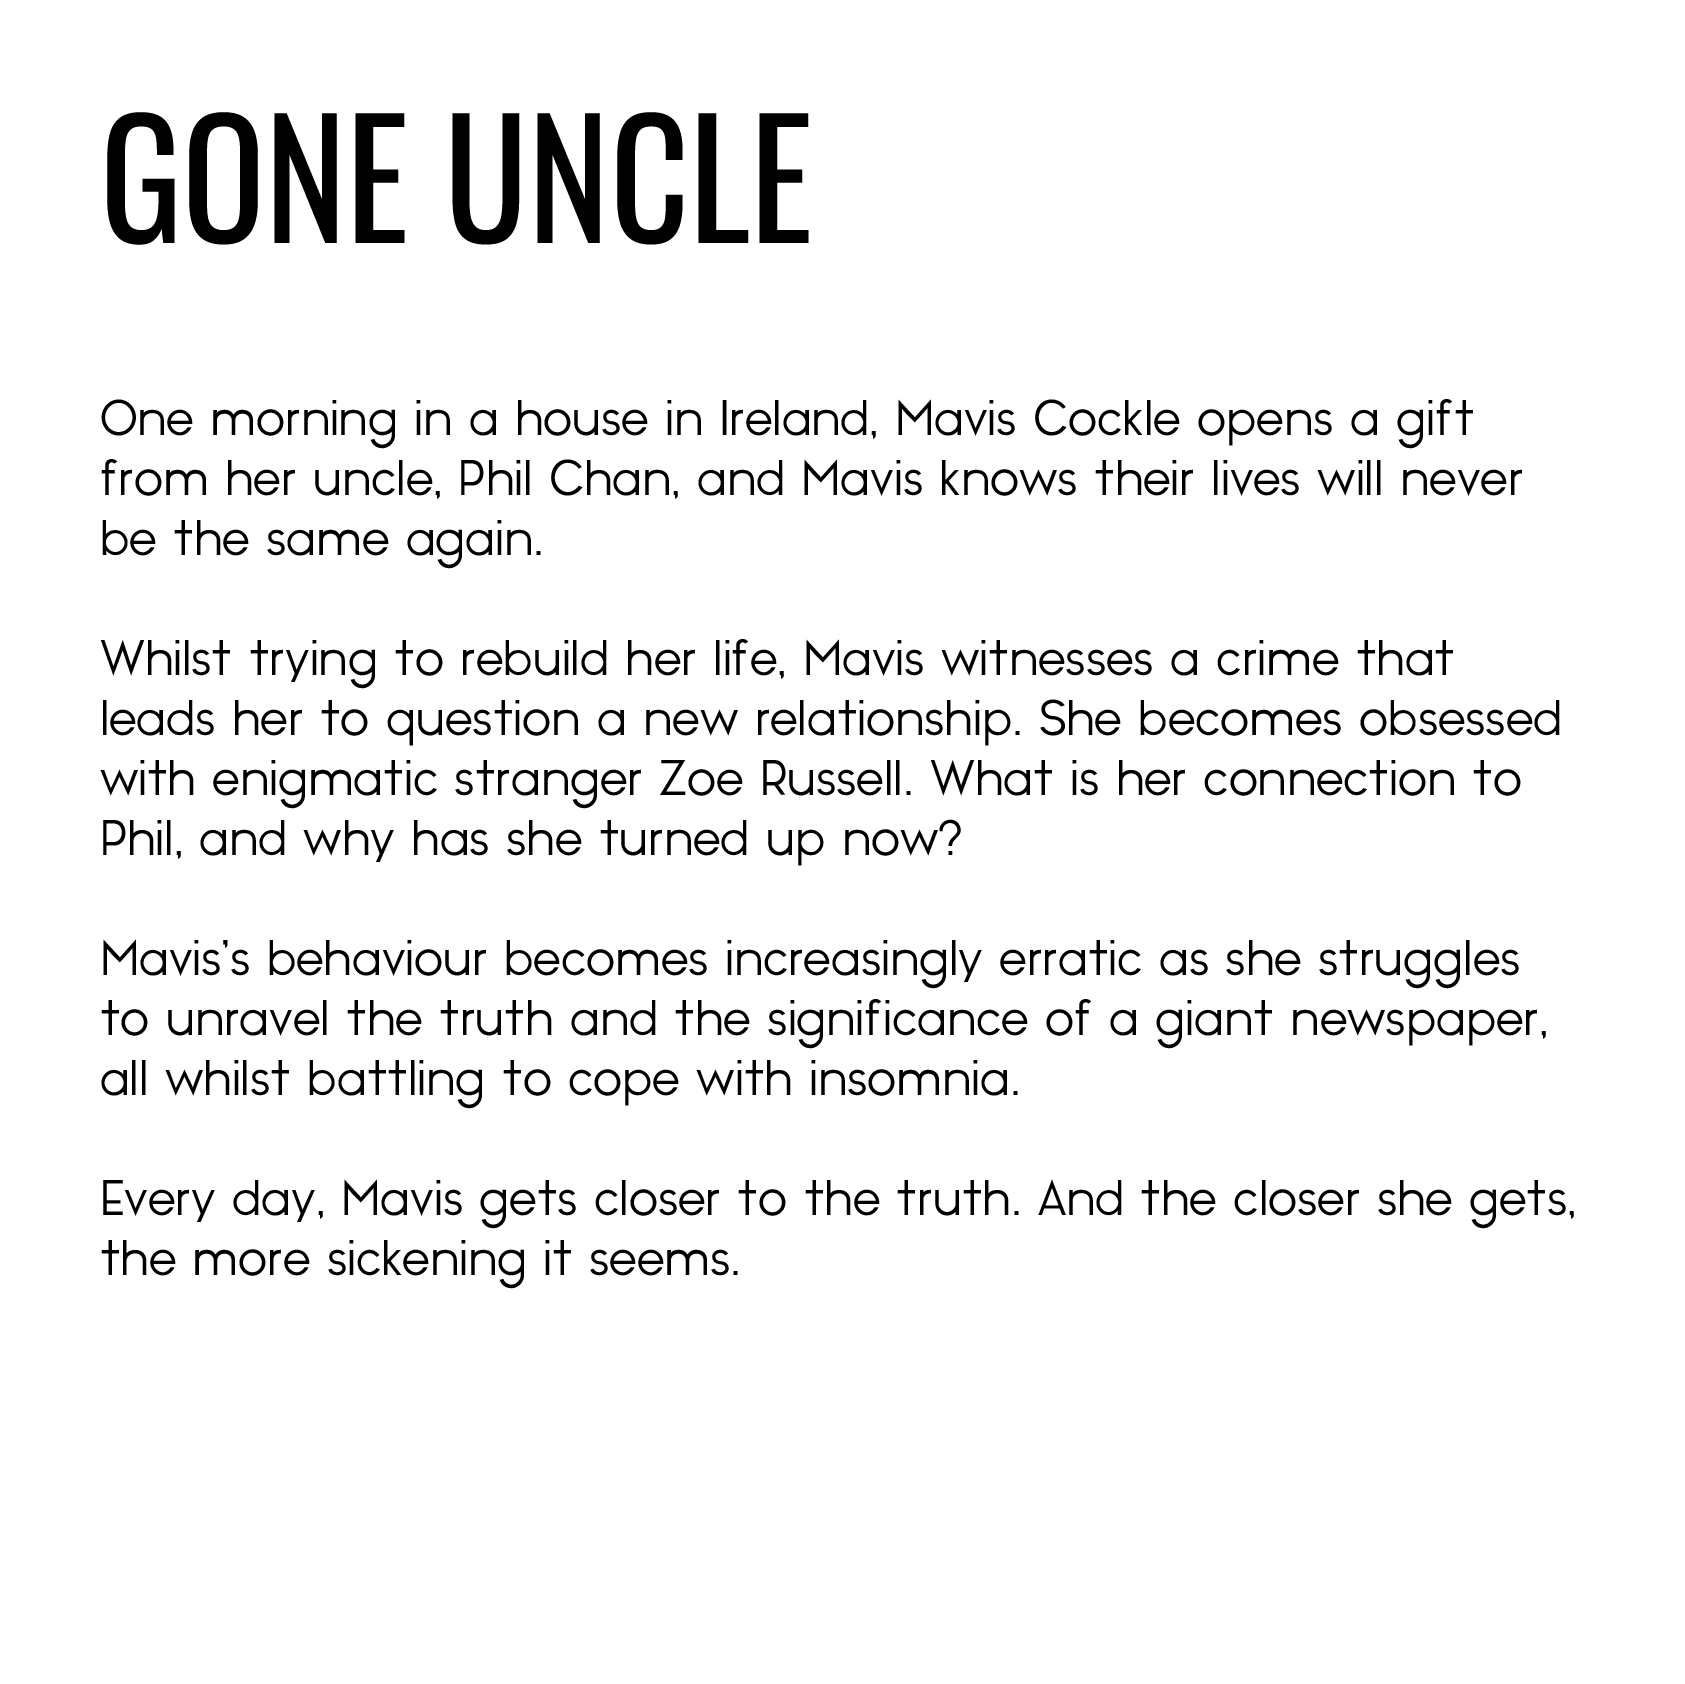 GONE UNCLE
One morning in a house in Ireland, Mavis Cockle opens a gift
from her uncle, Phil Chan, and Mavis knows their lives will never
be the same again.
Whilst trying to rebuild her life, Mavis witnesses a crime that
leads her to question a new relationship. She becomes obsessed
with enigmatic stranger Zoe Russell. What is her connection to
Phil, and why has she turned up now?
Mavis’s behaviour becomes increasingly erratic as she struggles
to unravel the truth and the significance of a giant newspaper,
all whilst battling to cope with insomnia.
Every day, Mavis gets closer to the truth. And the closer she gets,
the more sickening it seems.